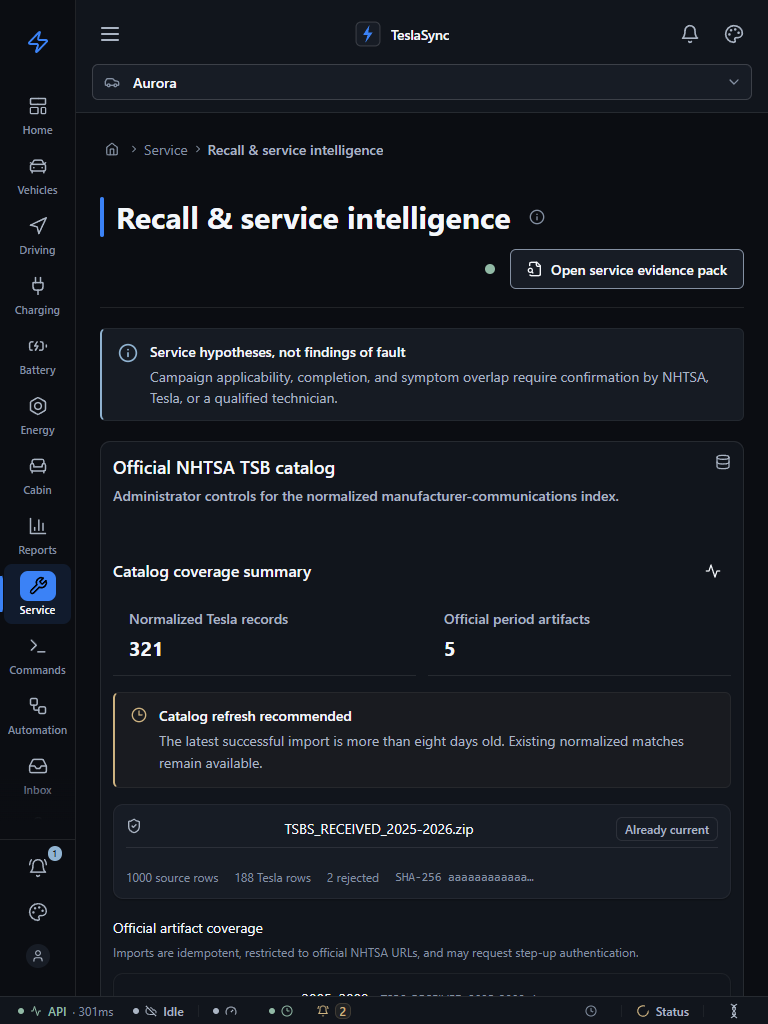 TeslaSync
Aurora
Home
Vehicles
Driving
Charging
Battery
Energy
Cabin
Reports
Service
Commands
Automation
Inbox
1
Service
Recall & service intelligence
Recall & service intelligence
Open service evidence pack
Service hypotheses, not findings of fault
Campaign applicability, completion, and symptom overlap require confirmation by NHTSA,
Tesla, or a qualified technician.
Official NHTSA TSB catalog
Administrator controls for the normalized manufacturer-communications index.
Catalog coverage summary
Normalized Tesla records
321
Official period artifacts
5
Catalog refresh recommended
The latest successful import is more than eight days old. Existing normalized matches
remain available.
TSBS_RECEIVED_2025-2026.zip
Already current
1000 source rows 188 Tesla rows 2 rejected SHA-256 aaaaaaaaaaaa…
Official artifact coverage
Imports are idempotent, restricted to official NHTSA URLs, and may request step-up authentication.
API · 301ms
Idle
2
Status